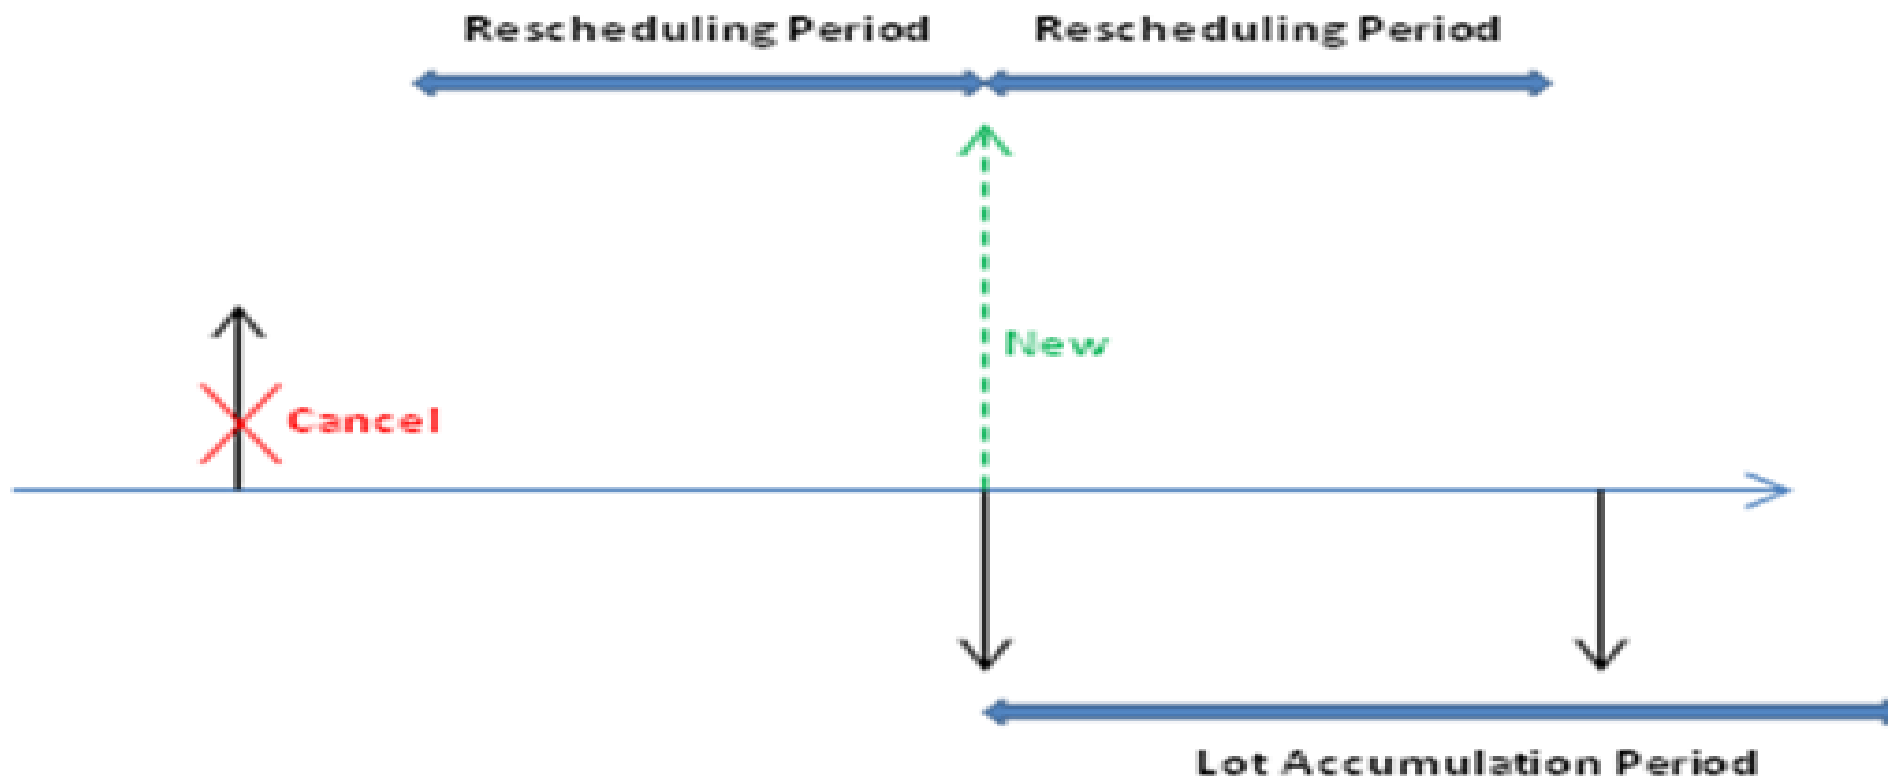 Rescheduling Period Rescheduling Period
New
Cancel
Lot Accumulation Period